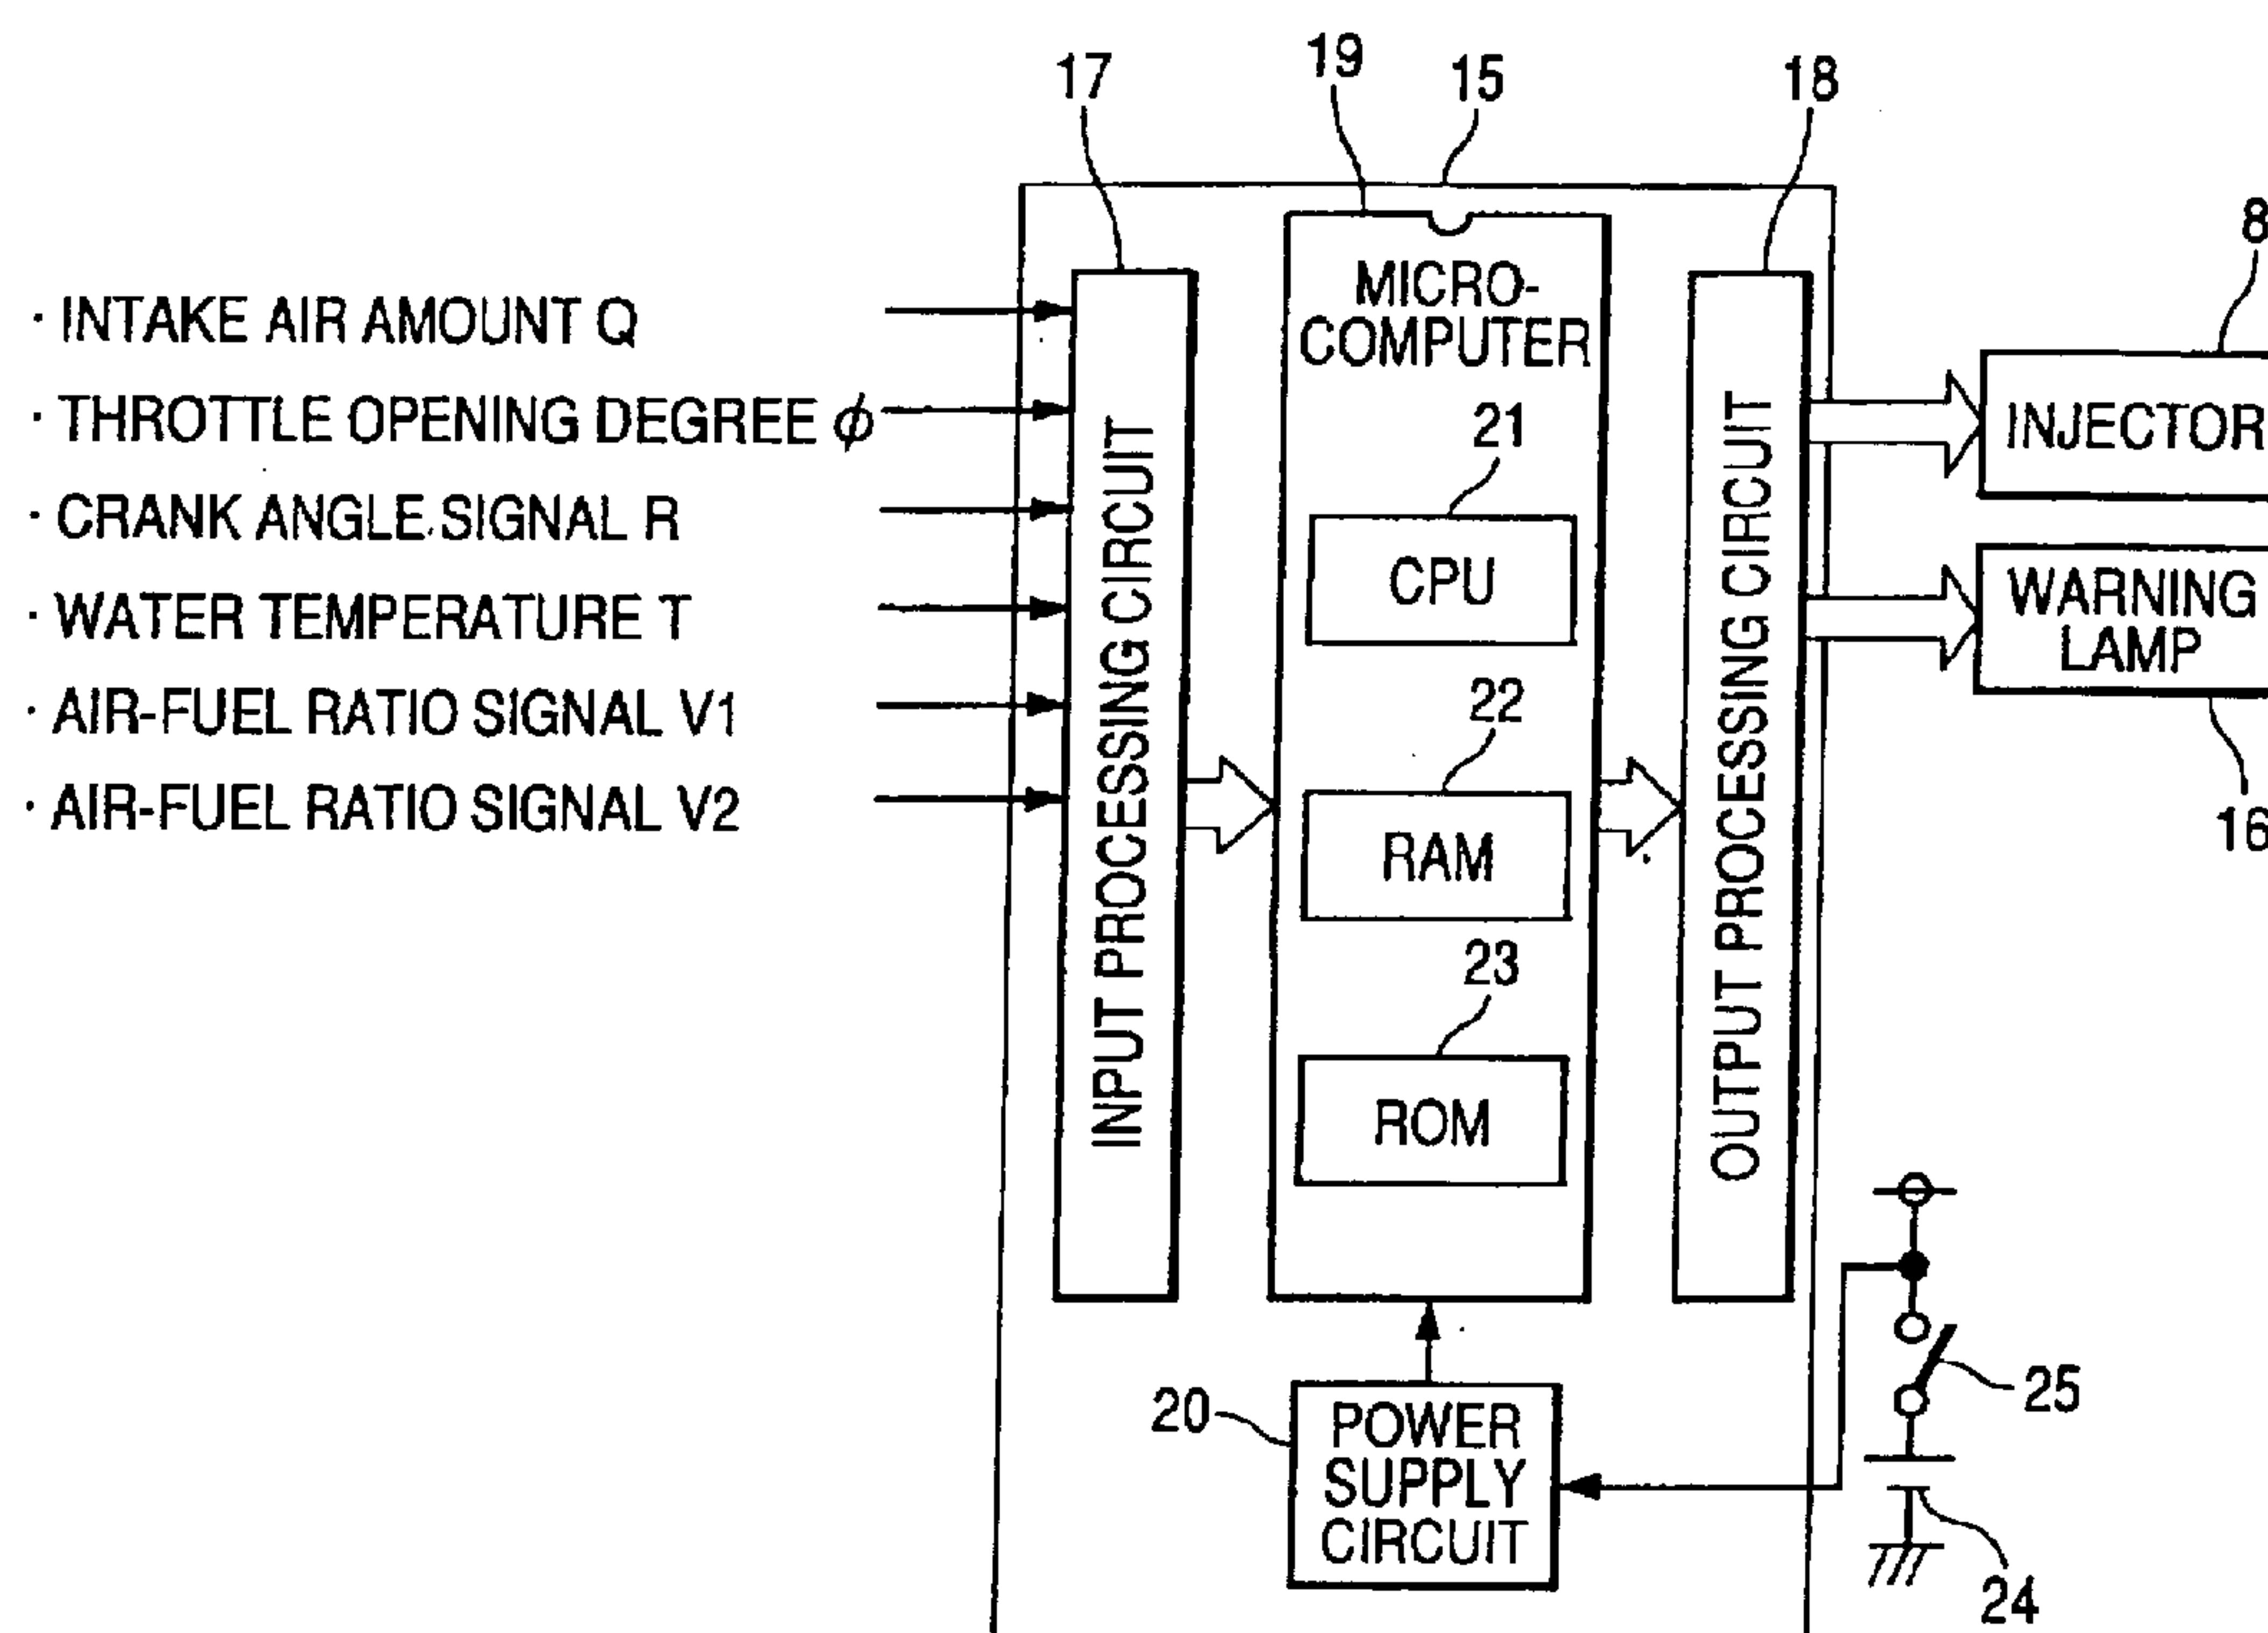 17
19
15
18
8
· INTAKE AIR AMOUNT Q
· THROTTLE OPENING DEGREE ϕ
· CRANK ANGLE SIGNAL R
· WATER TEMPERATURE T
· AIR-FUEL RATIO SIGNAL V1
· AIR-FUEL RATIO SIGNAL V2
INPUT PROCESSING CIRCUIT
MICRO-
COMPUTER
21
CPU
22
RAM
23
ROM
OUTPUT PROCESSING CIRCUIT
INJECTOR
WARNING
LAMP
16
20
POWER
SUPPLY
CIRCUIT
25
24